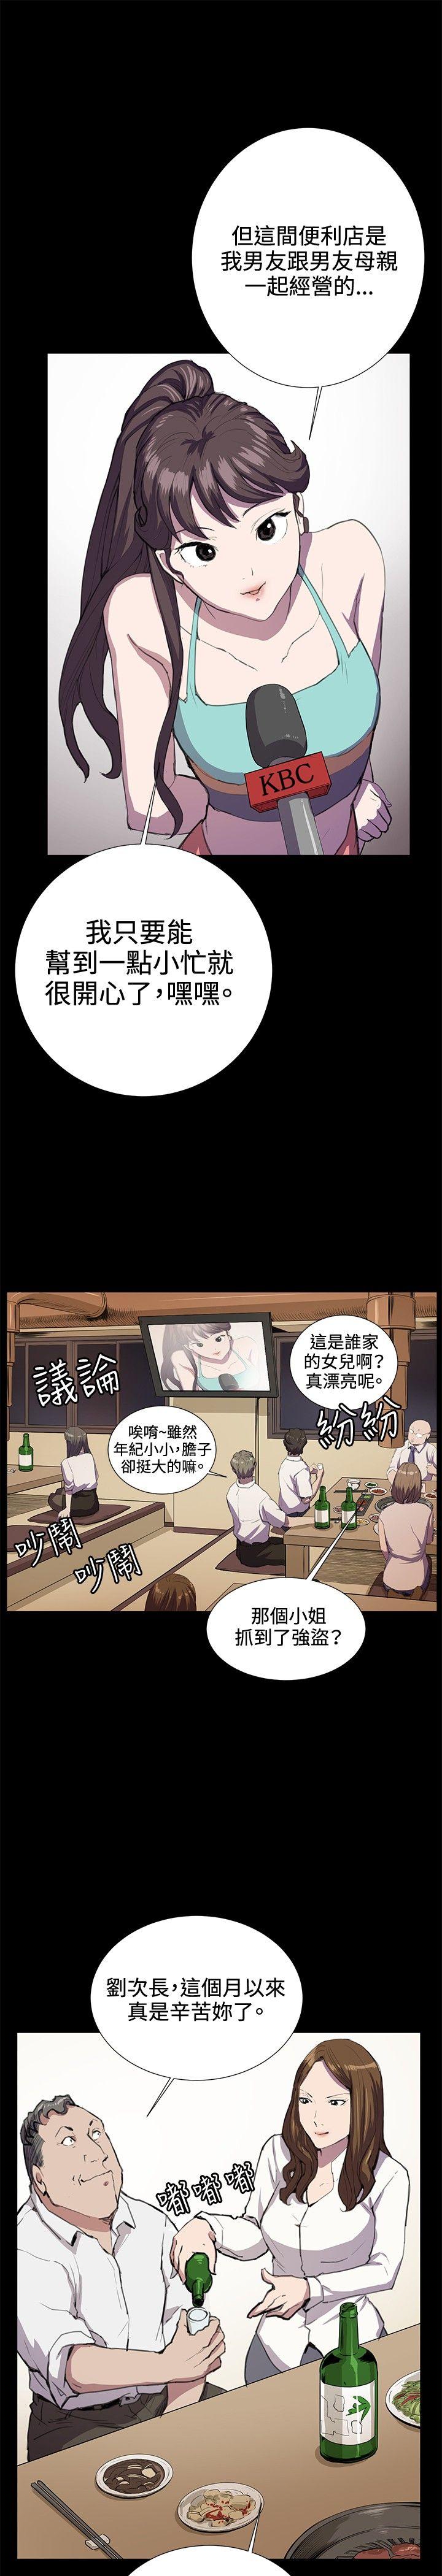 但這間便利店是
我男友跟男友母親
一起經營的...
KBC
我只要能
幫到一點小忙就
很開心了,嘿嘿。
這是誰家
的女兒啊?
真漂亮呢。
議論
紛紛
唉唷~雖然
年紀小小,膽子
卻挺大的嘛。
吵鬧
吵鬧
那個小姐
抓到了強盜?
劉次長,這個月以來
真是辛苦妳了。
嘟嘟嘟